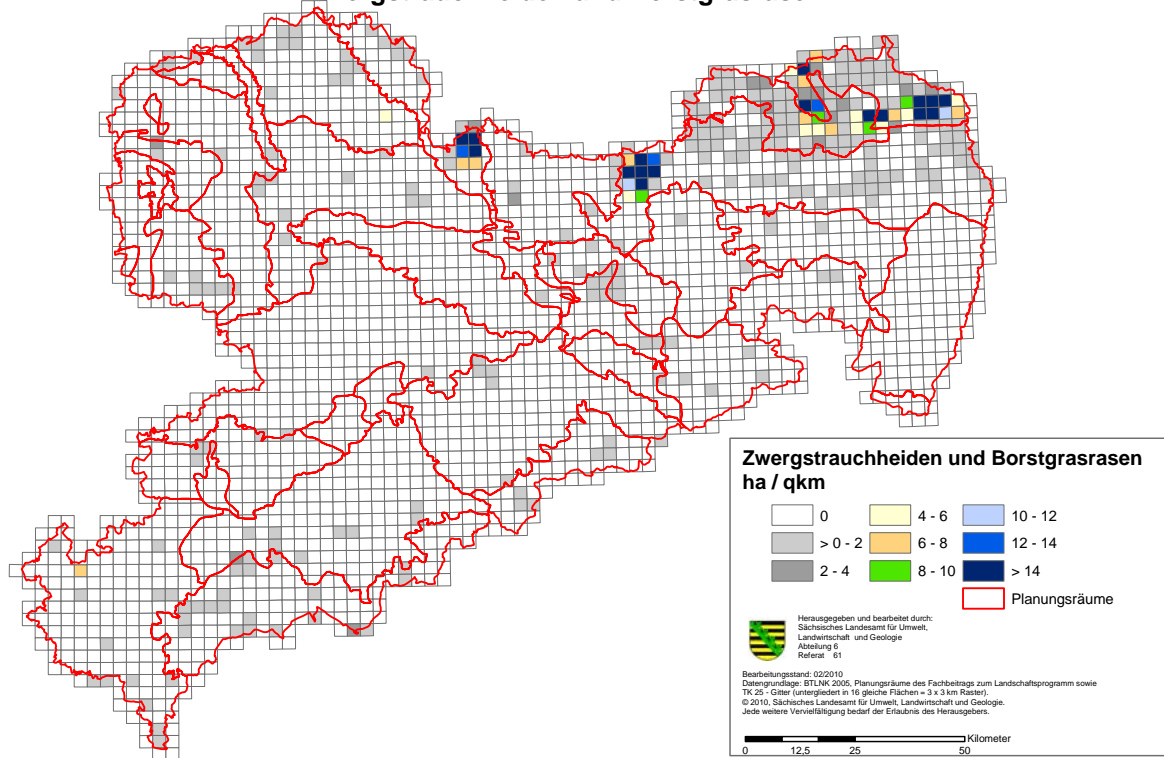 Zwergstrauchheiden und Borstgrasrasen
Zwergstrauchheiden und Borstgrasrasen
ha / qkm
0
> 0 - 2
2 - 4
4 - 6
6 - 8
8 - 10
10 - 12
12 - 14
> 14
Planungsräume
Herausgegeben und bearbeitet durch:
Sächsisches Landesamt für Umwelt,
Landwirtschaft und Geologie
Abteilung 6
Referat 61
Bearbeitungsstand: 02/2010
Datengrundlage: BTLNK 2005, Planungsräume des Fachbeitrags zum Landschaftsprogramm sowie
TK 25 - Gitter (untergliedert in 16 gleiche Flächen = 3 x 3 km Raster).
© 2010, Sächsisches Landesamt für Umwelt, Landwirtschaft und Geologie.
Jede weitere Vervielfältigung bedarf der Erlaubnis des Herausgebers.
Kilometer
0 12,5 25 50